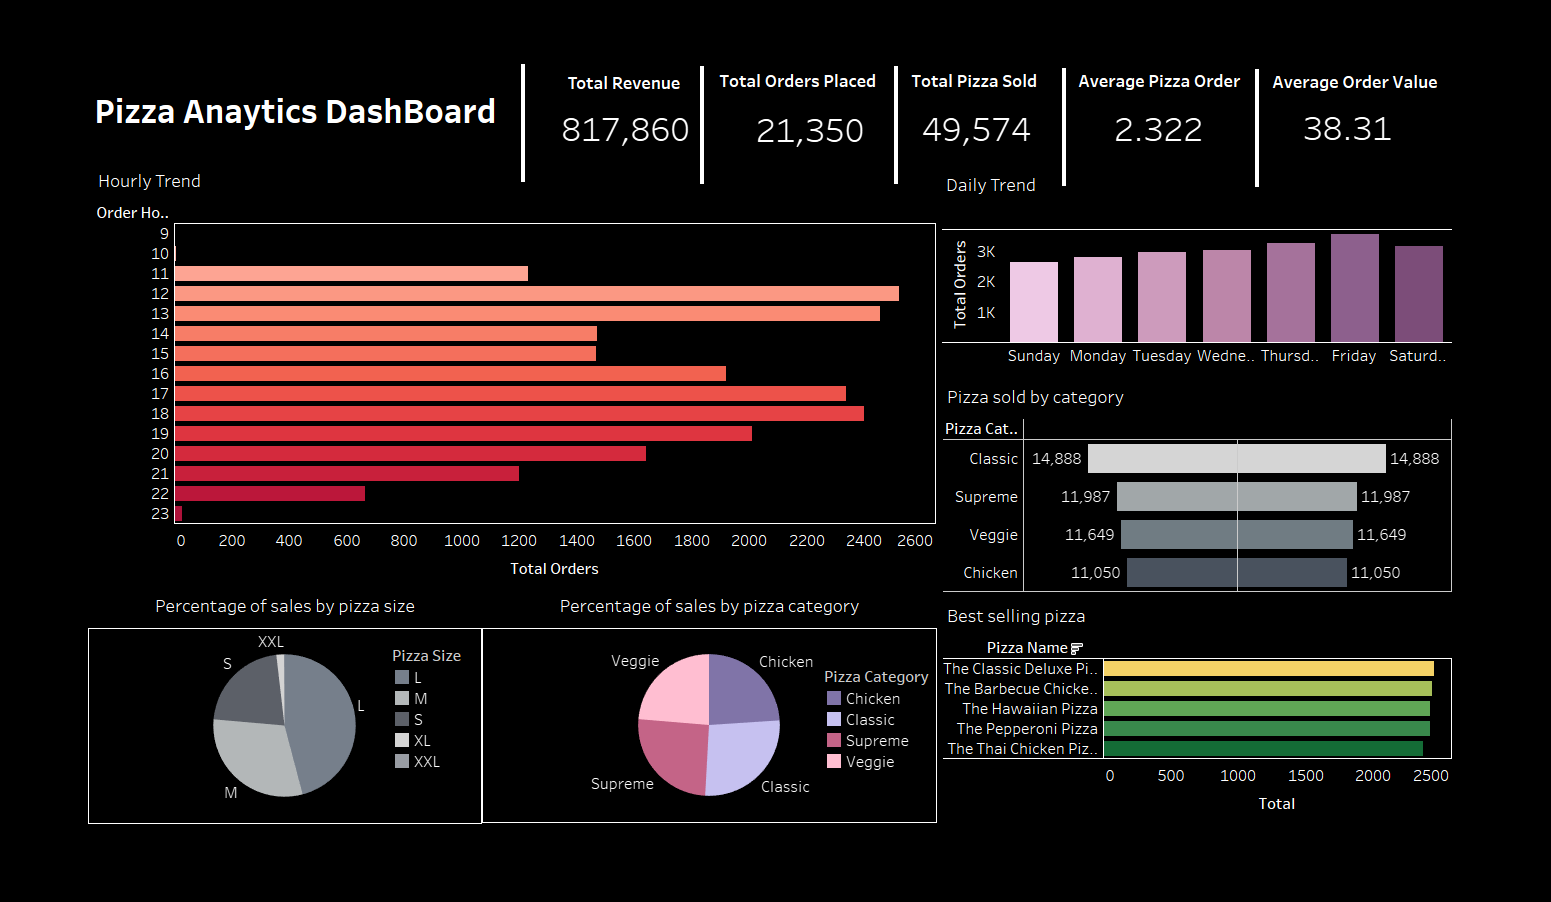 Pizza Anaytics DashBoard
Total Revenue
817,860
Total Orders Placed
21,350
Total Pizza Sold
49,574
Average Pizza Order
2.322
Average Order Value
38.31
Hourly Trend
Order Ho..
9
10
11
12
13
14
15
16
17
18
19
20
21
22
23
0 200 400 600 800 1000 1200 1400 1600 1800 2000 2200 2400 2600
Total Orders
Daily Trend
Total Orders
3K
2K
1K
Sunday Monday Tuesday Wedne.. Thursd.. Friday Saturd..
Pizza sold by category
Pizza Cat..
Classic 14,888 14,888
Supreme 11,987 11,987
Veggie 11,649 11,649
Chicken 11,050 11,050
Percentage of sales by pizza size
XXL
S
L
M
Pizza Size
L
M
S
XL
XXL
Percentage of sales by pizza category
Veggie
Chicken
Supreme
Classic
Pizza Category
Chicken
Classic
Supreme
Veggie
Best selling pizza
Pizza Name
The Classic Deluxe Pi..
The Barbecue Chicke..
The Hawaiian Pizza
The Pepperoni Pizza
The Thai Chicken Piz..
0 500 1000 1500 2000 2500
Total